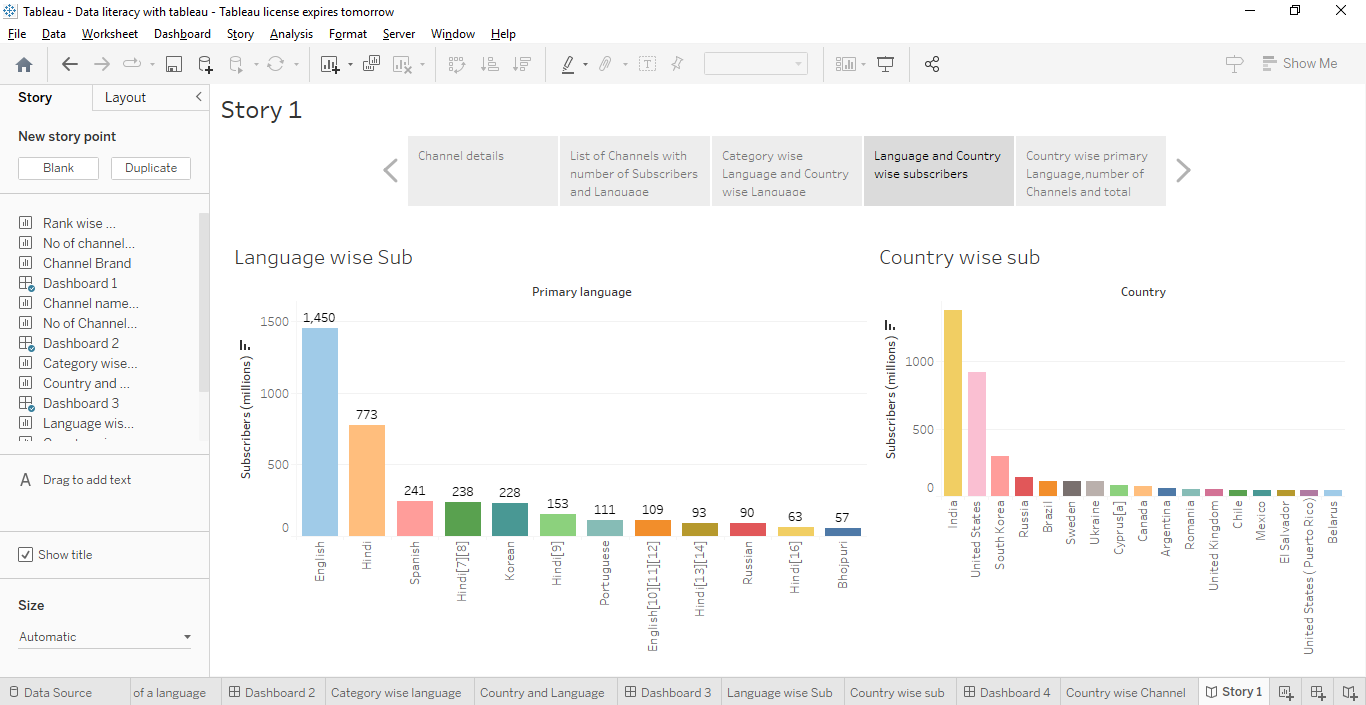 Tableau - Data literacy with tableau - Tableau license expires tomorrow
File Data Worksheet Dashboard Story Analysis Format Server Window Help
Show Me
Story
Layout
New story point
Blank
Duplicate
Rank wise ...
No of channel...
Channel Brand
Dashboard 1
Channel name...
No of Channel...
Dashboard 2
Category wise...
Country and ...
Dashboard 3
Language wis...
A Drag to add text
Show title
Size
Automatic
Story 1
Channel details
List of Channels with
number of Subscribers
and Language
Category wise
Language and Country
wise Language
Language and Country
wise subscribers
Country wise primary
Language,number of
Channels and total
Language wise Sub
Primary language
Subscribers (millions)
1500
1000
500
0
1,450
773
241
238
228
153
111
109
93
90
63
57
English
Hindi
Spanish
Hindi[7][8]
Korean
Hindi[9]
Portuguese
English[10][11][12]
Hindi[13][14]
Russian
Hindi[16]
Bhojpuri
Country wise sub
Country
Subscribers (millions)
1000
500
0
India
United States
South Korea
Russia
Brazil
Sweden
Ukraine
Cyprus[a]
Canada
Argentina
Romania
United Kingdom
Chile
Mexico
El Salvador
United States ( Puerto Rico)
Belarus
Data Source
of a language
Dashboard 2
Category wise language
Country and Language
Dashboard 3
Language wise Sub
Country wise sub
Dashboard 4
Country wise Channel
Story 1